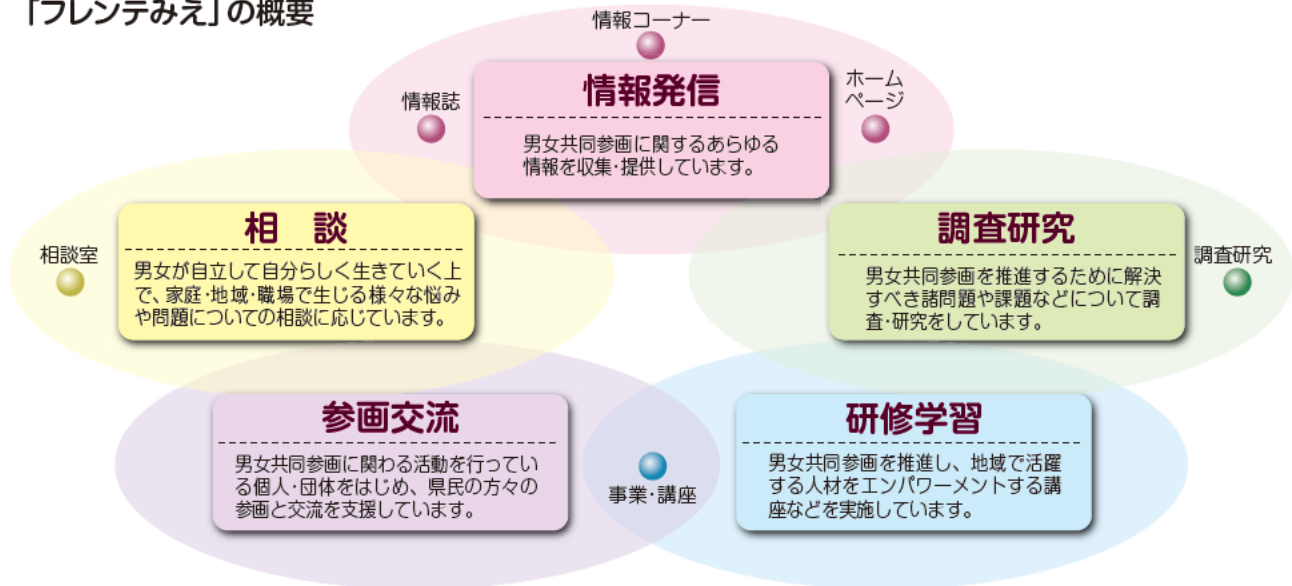 「フレンテみえ」の概要
情報コーナー
情報誌
ホーム
ページ
情報発信
男女共同参画に関するあらゆる
情報を収集・提供しています。
相談室
相　談
男女が自立して自分らしく生きていく上
で、家庭・地域・職場で生じる様々な悩み
や問題についての相談に応じています。
調査研究
男女共同参画を推進するために解決
すべき諸問題や課題などについて調
査・研究をしています。
調査研究
参画交流
男女共同参画に関わる活動を行ってい
る個人・団体をはじめ、県民の方々の
参画と交流を支援しています。
事業・講座
研修学習
男女共同参画を推進し、地域で活躍
する人材をエンパワーメントする講
座などを実施しています。